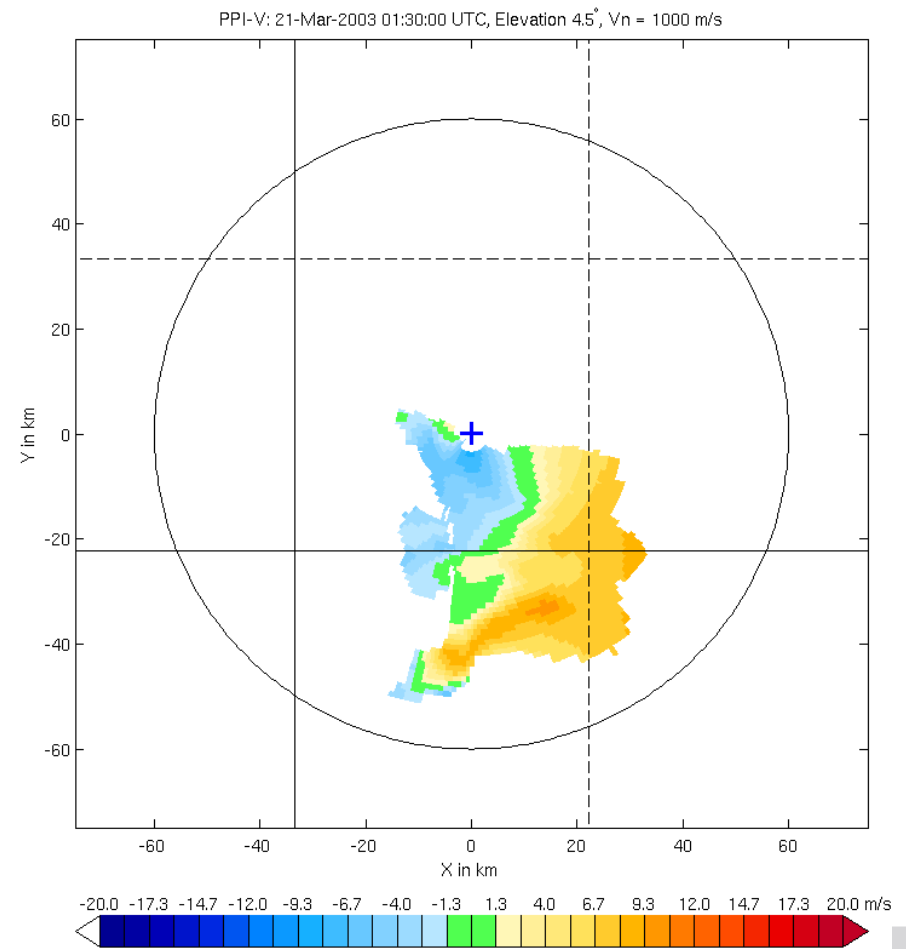 PPI-V: 21-Mar-2003 01:30:00 UTC, Elevation 4.5°, Vn = 1000 m/s
60
40
20
0
-20
-40
-60
Y in km
-60 -40 -20 0 20 40 60
X in km
-20.0 -17.3 -14.7 -12.0 -9.3 -6.7 -4.0 -1.3 1.3 4.0 6.7 9.3 12.0 14.7 17.3 20.0 m/s